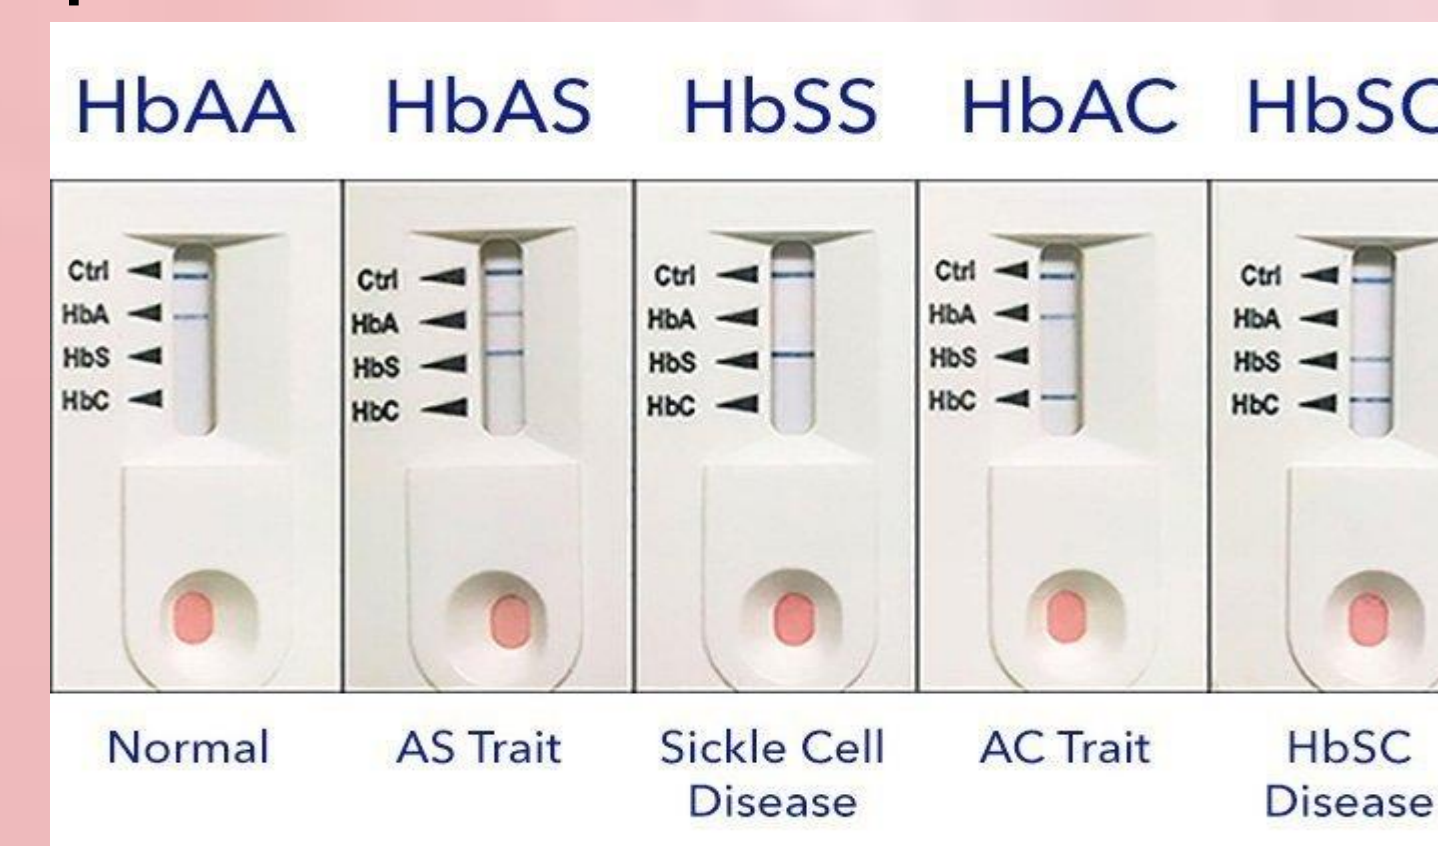 HbAA HbAS HbSS HbAC HbSC
Ctrl Ctrl Ctrl Ctrl Ctrl
HbA HbA HbA HbA HbA
HbS HbS HbS HbS HbS
HbC HbC HbC HbC HbC
Normal AS Trait Sickle Cell AC Trait HbSC
Disease Disease